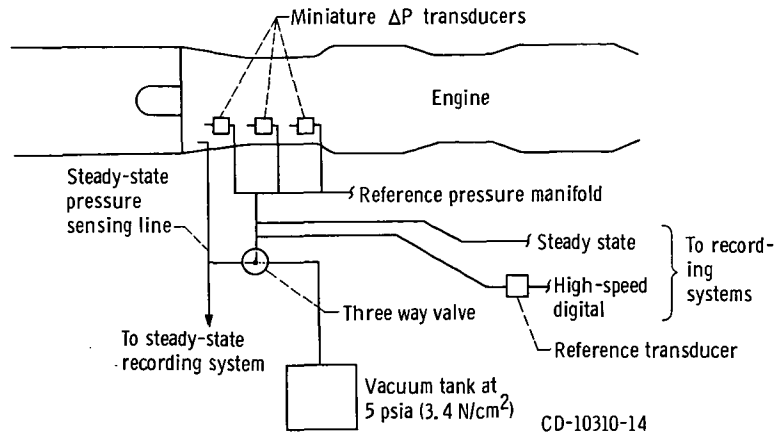 Miniature ΔP transducers
Engine
Steady-state
pressure
sensing line
Reference pressure manifold
Steady state
High-speed
digital
To record-
ing
systems
Three way valve
Reference transducer
To steady-state
recording system
Vacuum tank at
5 psia (3.4 N/cm²)
CD-10310-14